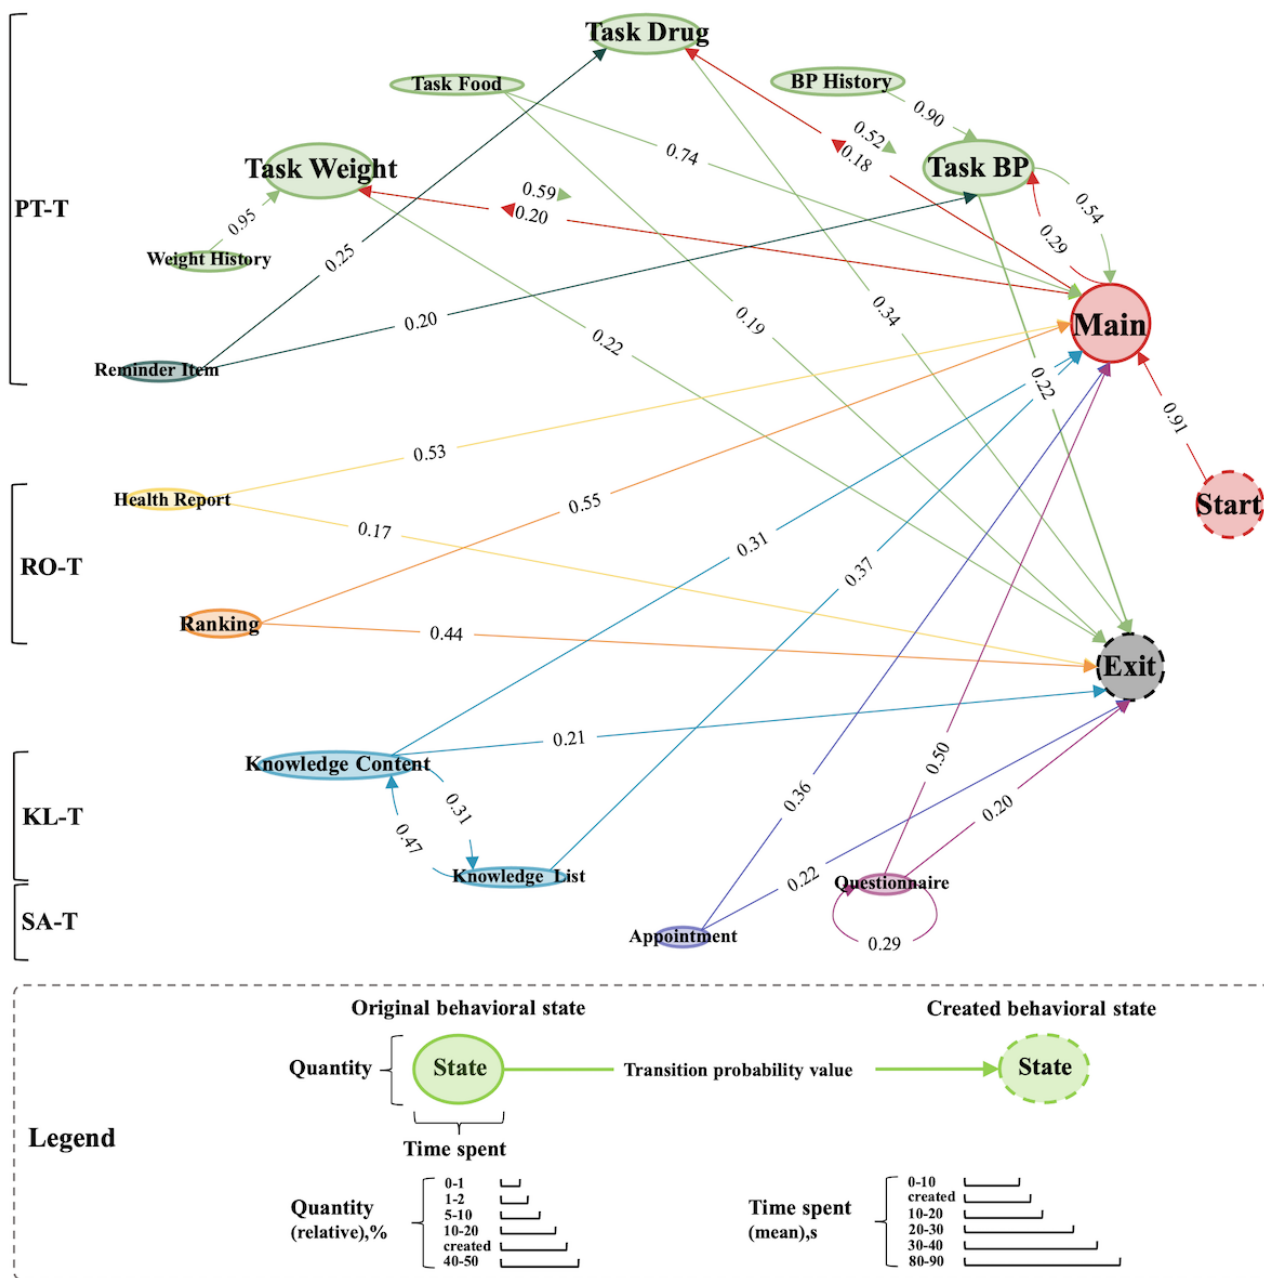 Task Drug
Task Food
BP History
0.90
0.52
0.18
0.74
Task Weight
Task BP
PT-T
0.59
0.20
0.54
0.95
0.29
Weight History
0.25
0.20
0.19
0.34
Main
0.22
Reminder Item
0.22
0.91
0.53
Health Report
0.55
Start
0.17
0.31
RO-T
0.37
Ranking
0.44
Exit
0.21
Knowledge Content
0.50
0.31
0.36
0.20
KL-T
0.47
Knowledge List
0.22
Questionnaire
SA-T
Appointment
0.29
Original behavioral state
Created behavioral state
Quantity
State
Transition probability value
State
Legend
Time spent
Quantity
(relative),%
0-1
1-2
5-10
10-20
created
40-50
Time spent
(mean),s
0-10
created
10-20
20-30
30-40
80-90